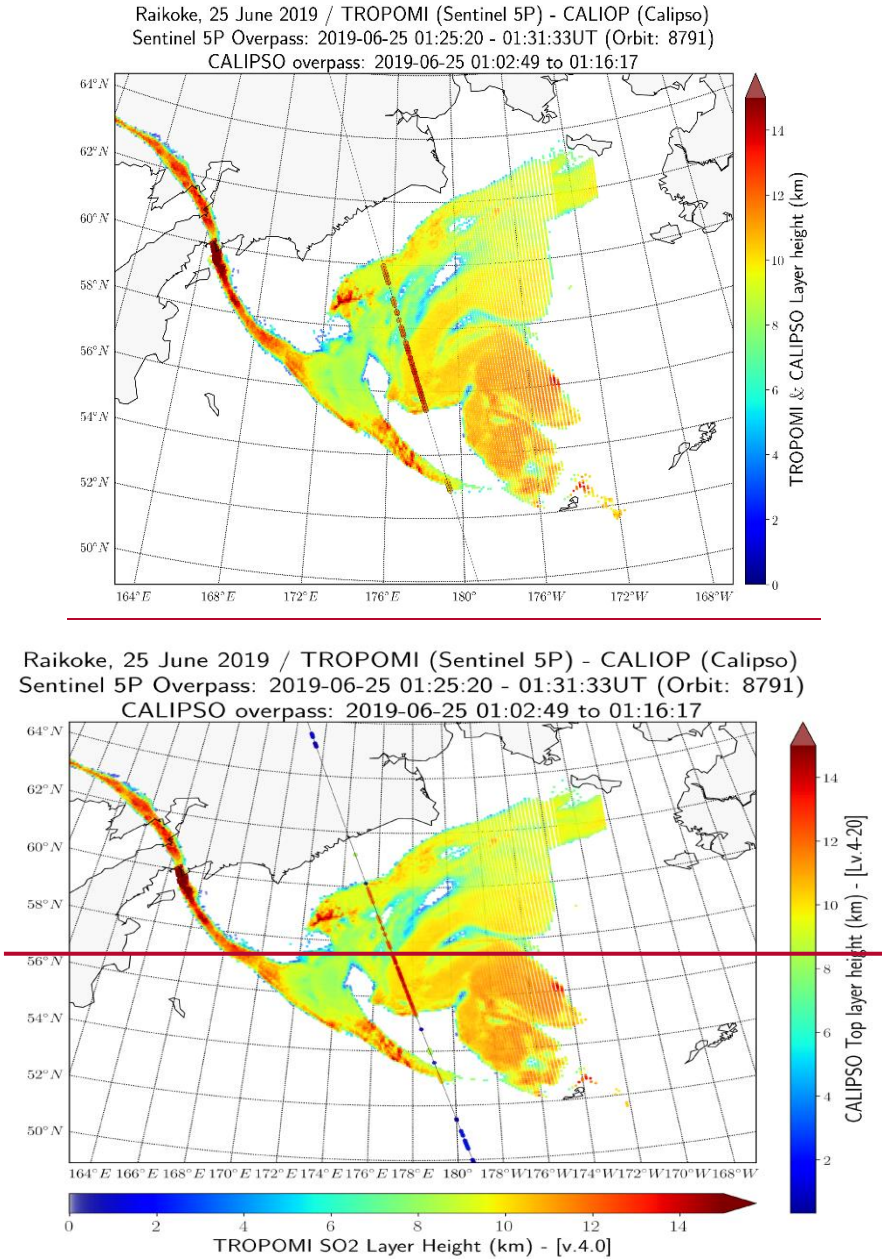 Raikoke, 25 June 2019 / TROPOMI (Sentinel 5P) - CALIOP (Calipso)
Sentinel 5P Overpass: 2019-06-25 01:25:20 - 01:31:33UT (Orbit: 8791)
CALIPSO overpass: 2019-06-25 01:02:49 to 01:16:17
64°N
62°N
60°N
58°N
56°N
54°N
52°N
50°N
164°E 168°E 172°E 176°E 180° 176°W 172°W 168°W
14
12
10
8
6
4
2
0
TROPOMI & CALIPSO Layer height (km)
Raikoke, 25 June 2019 / TROPOMI (Sentinel 5P) - CALIOP (Calipso)
Sentinel 5P Overpass: 2019-06-25 01:25:20 - 01:31:33UT (Orbit: 8791)
CALIPSO overpass: 2019-06-25 01:02:49 to 01:16:17
64°N
62°N
60°N
58°N
56°N
54°N
52°N
50°N
164°E 166°E 168°E 170°E 172°E 174°E 176°E 178°E 180° 178°W 176°W 174°W 172°W 170°W 168°W
14
12
10
8
6
4
2
CALIPSO Top layer height (km) - [Lv.4-20]
0 2 4 6 8 10 12 14
TROPOMI SO2 Layer Height (km) - [v.4.0]